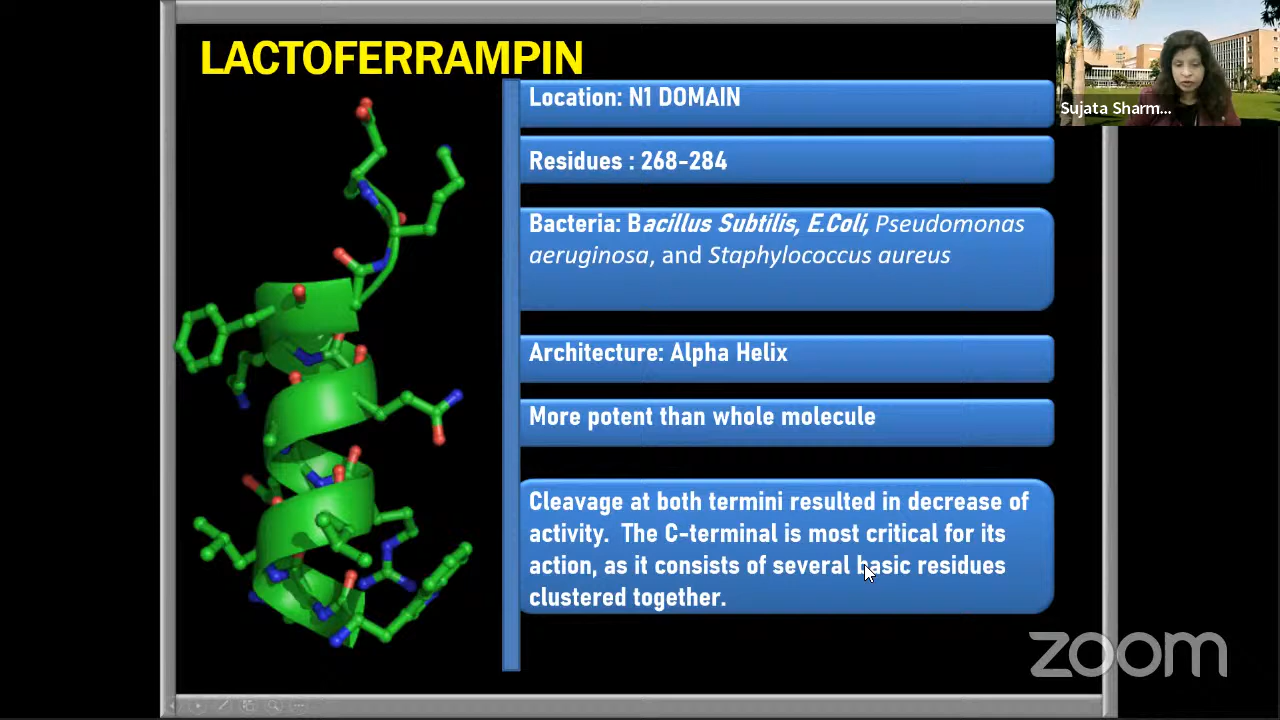 LACTOFERRAMPIN
Sujata Sharm...
Location: N1 DOMAIN
Residues : 268-284
Bacteria: Bacillus Subtilis, E.Coli, Pseudomonas
aeruginosa, and Staphylococcus aureus
Architecture: Alpha Helix
More potent than whole molecule
Cleavage at both termini resulted in decrease of
activity. The C-terminal is most critical for its
action, as it consists of several basic residues
clustered together.
zoom